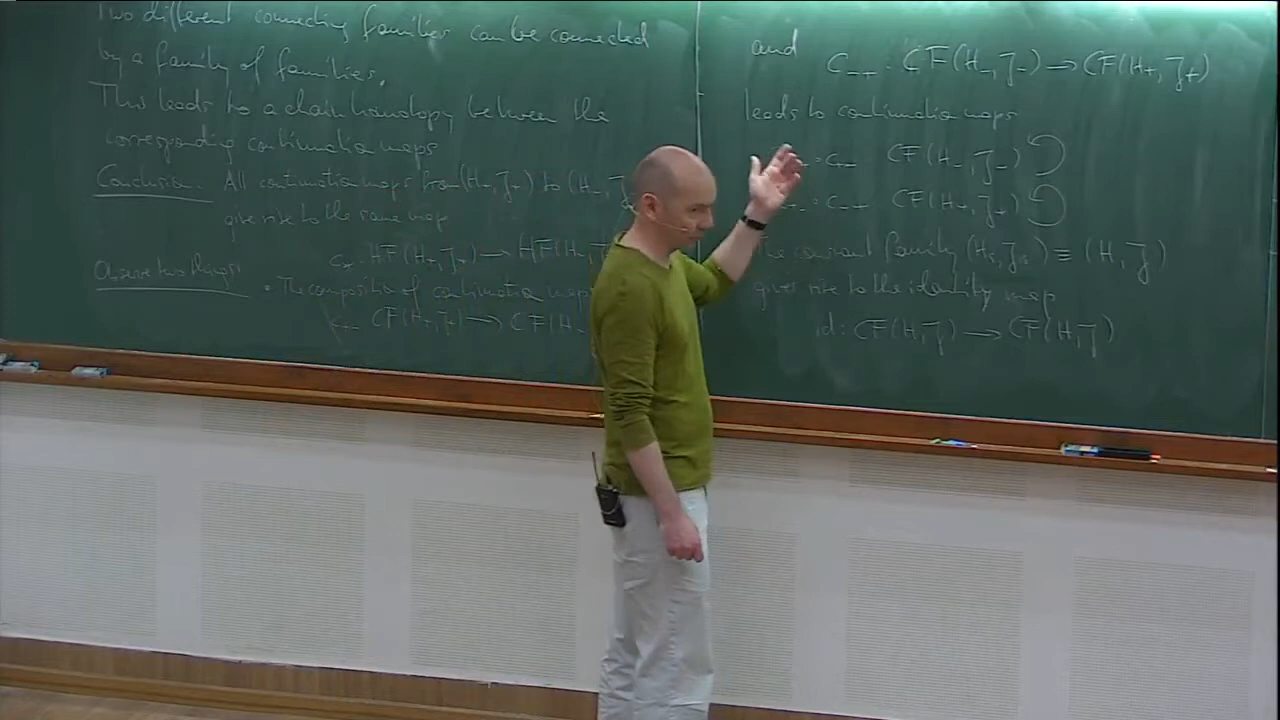 Two different connecting families can be connected
by a family of families.
This leads to a chain homotopy between the
corresponding continuation maps
Conclusion. All continuation maps from (H₊, J₊) to (H₋, J
give rise to the same map
: HF(H₊, J₊) → HF(H₋, J
Observe two things: • The composition of continuation maps
CF(H₊, J₊) → CF(H₋
and
C₋₊ : CF(H₋, J₋) → CF(H₊, J₊)
leads to continuation maps
CF(H₋, J₋)
CF(H₊, J₊)
The constant family (Hₛ, Jₛ) ≡ (H, J)
gives rise to the identity map
id: CF(H, J) → CF(H, J)